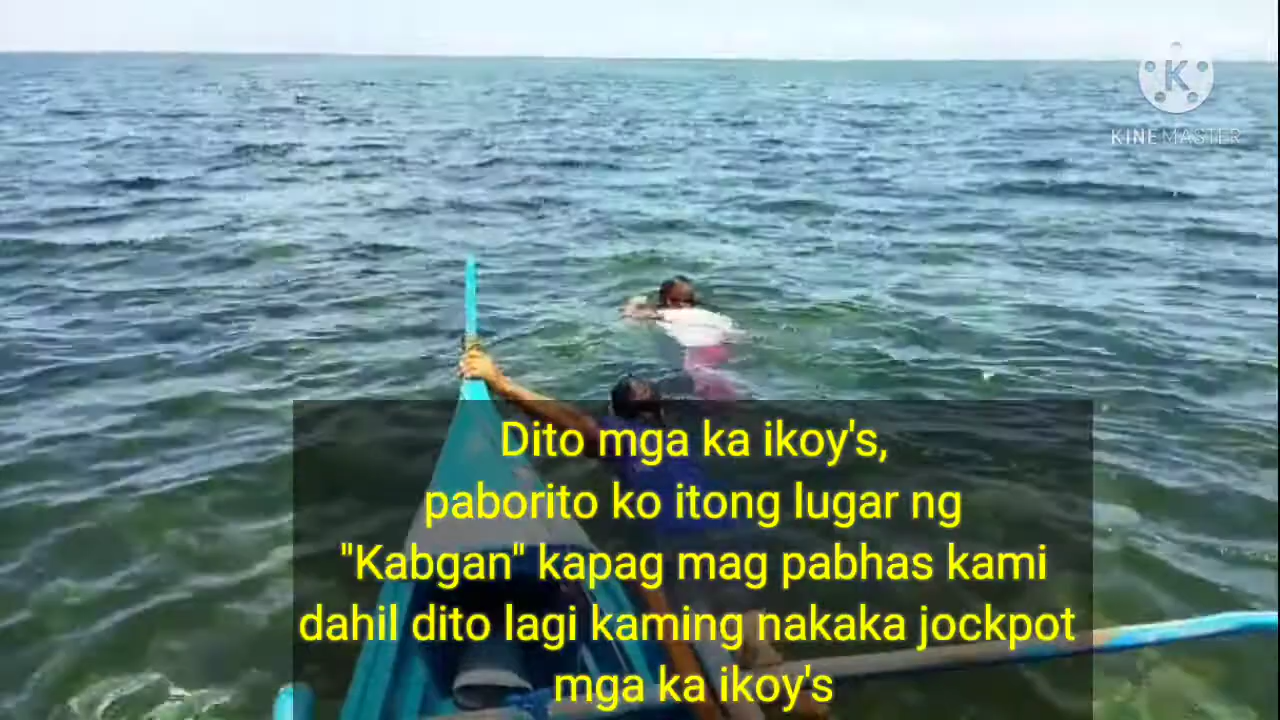 KINEMASTER
Dito mga ka ikoy's,
paborito ko itong lugar ng
"Kabgan" kapag mag pabhas kami
dahil dito lagi kaming nakaka jockpot
mga ka ikoy's